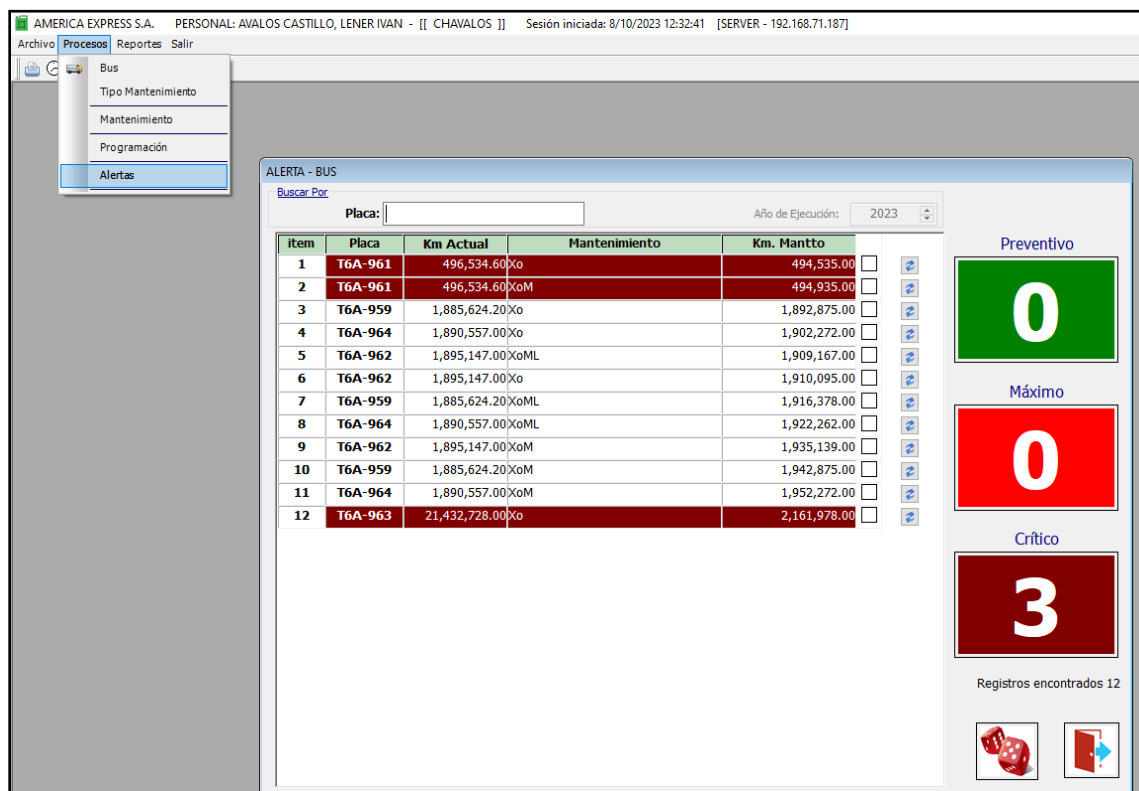 AMERICA EXPRESS S.A. PERSONAL: AVALOS CASTILLO, LENER IVAN - [[ CHAVALOS ]] Sesión iniciada: 8/10/2023 12:32:41 [SERVER - 192.168.71.187]
Archivo Procesos Reportes Salir
Bus
Tipo Mantenimiento
Mantenimiento
Programación
Alertas
ALERTA - BUS
Buscar Por
Placa: Año de Ejecución: 2023
item Placa Km Actual Mantenimiento Km. Mantto
1 T6A-961 496,534.60 Xo 494,535.00
2 T6A-961 496,534.60 XoM 494,935.00
3 T6A-959 1,885,624.20 Xo 1,892,875.00
4 T6A-964 1,890,557.00 Xo 1,902,272.00
5 T6A-962 1,895,147.00 XoML 1,909,167.00
6 T6A-962 1,895,147.00 Xo 1,910,095.00
7 T6A-959 1,885,624.20 XoML 1,916,378.00
8 T6A-964 1,890,557.00 XoML 1,922,262.00
9 T6A-962 1,895,147.00 XoM 1,935,139.00
10 T6A-959 1,885,624.20 XoM 1,942,875.00
11 T6A-964 1,890,557.00 XoM 1,952,272.00
12 T6A-963 21,432,728.00 Xo 2,161,978.00
Preventivo
0
Máximo
0
Crítico
3
Registros encontrados 12